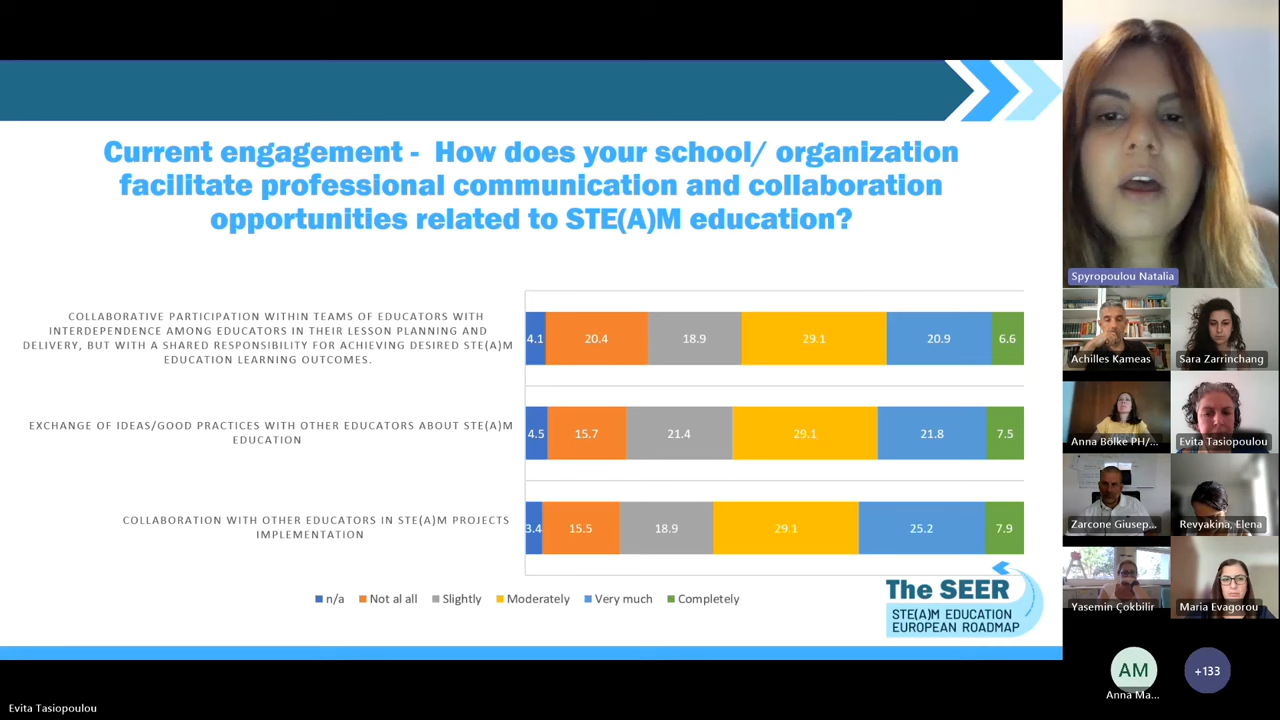 Current engagement - How does your school/ organization
facilitate professional communication and collaboration
opportunities related to STE(A)M education?
COLLABORATIVE PARTICIPATION WITHIN TEAMS OF EDUCATORS WITH
INTERDEPENDENCE AMONG EDUCATORS IN THEIR LESSON PLANNING AND
DELIVERY, BUT WITH A SHARED RESPONSIBILITY FOR ACHIEVING DESIRED STE(A)M
EDUCATION LEARNING OUTCOMES.
4.1 20.4 18.9 29.1 20.9 6.6
EXCHANGE OF IDEAS/GOOD PRACTICES WITH OTHER EDUCATORS ABOUT STE(A)M
EDUCATION
4.5 15.7 21.4 29.1 21.8 7.5
COLLABORATION WITH OTHER EDUCATORS IN STE(A)M PROJECTS
IMPLEMENTATION
3.4 15.5 18.9 29.1 25.2 7.9
n/a Not al all Slightly Moderately Very much Completely
The SEER
STE(A)M EDUCATION
EUROPEAN ROADMAP
Spyropoulou Natalia
Achilles Kameas
Sara Zarrinchang
Anna Bölke PH/...
Evita Tasiopoulou
Zarcone Giusep...
Revyakina, Elena
Yasemin Çokbilir
Maria Evagorou
AM
Anna Ma...
+133
Evita Tasiopoulou